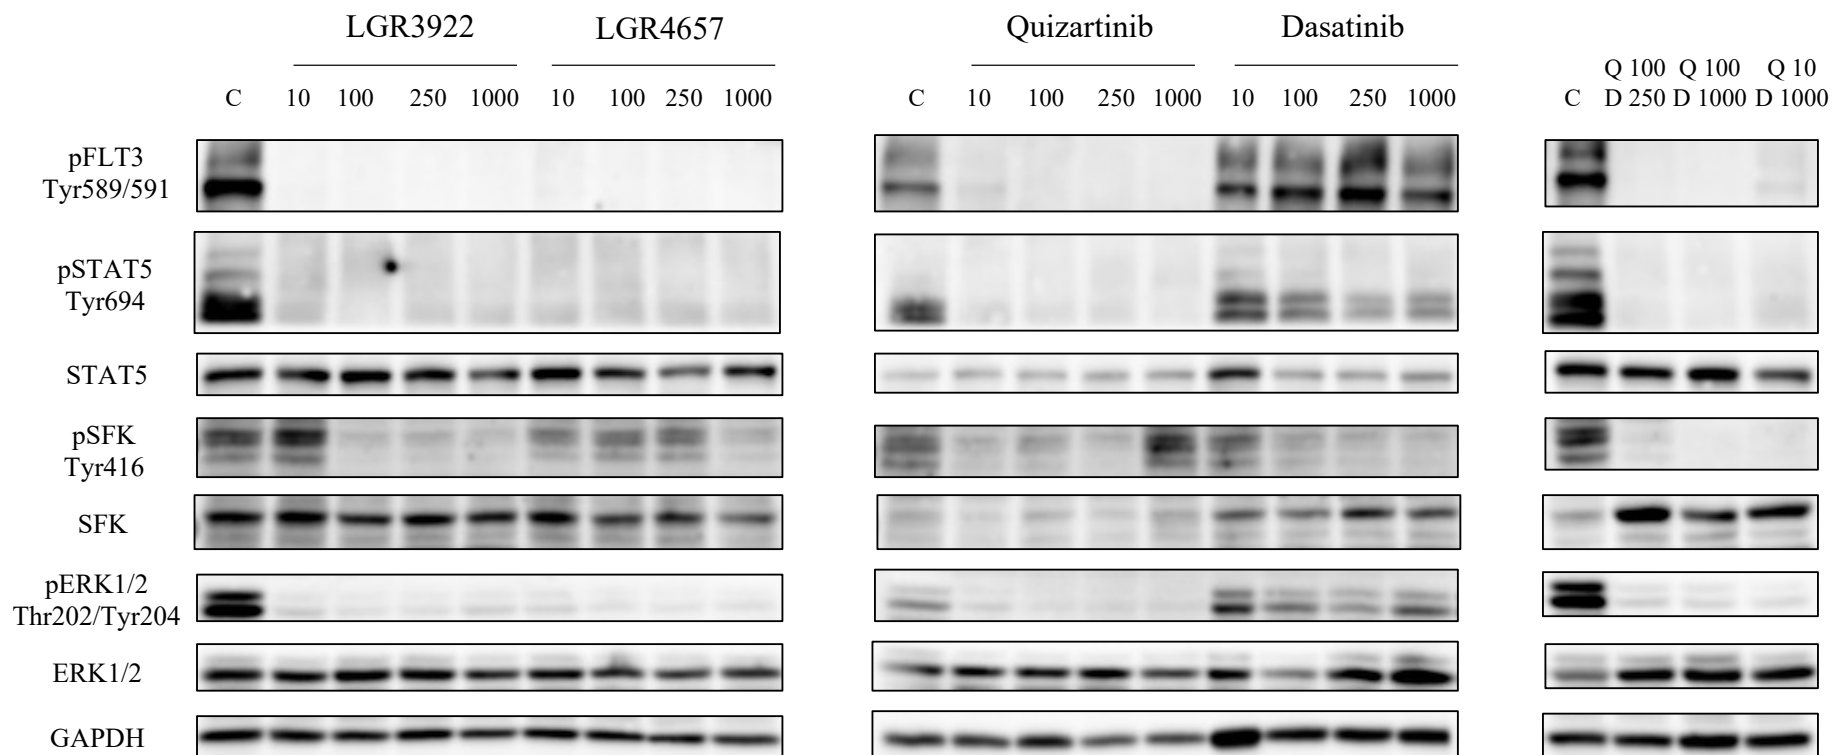 LGR3922 LGR4657 Quizartinib Dasatinib
Q 100 Q 100 Q 10
C 10 100 250 1000 10 100 250 1000 C 10 100 250 1000 10 100 250 1000 C D 250 D 1000 D 1000
pFLT3
Tyr589/591
pSTAT5
Tyr694
STAT5
pSFK
Tyr416
SFK
pERK1/2
Thr202/Tyr204
ERK1/2
GAPDH